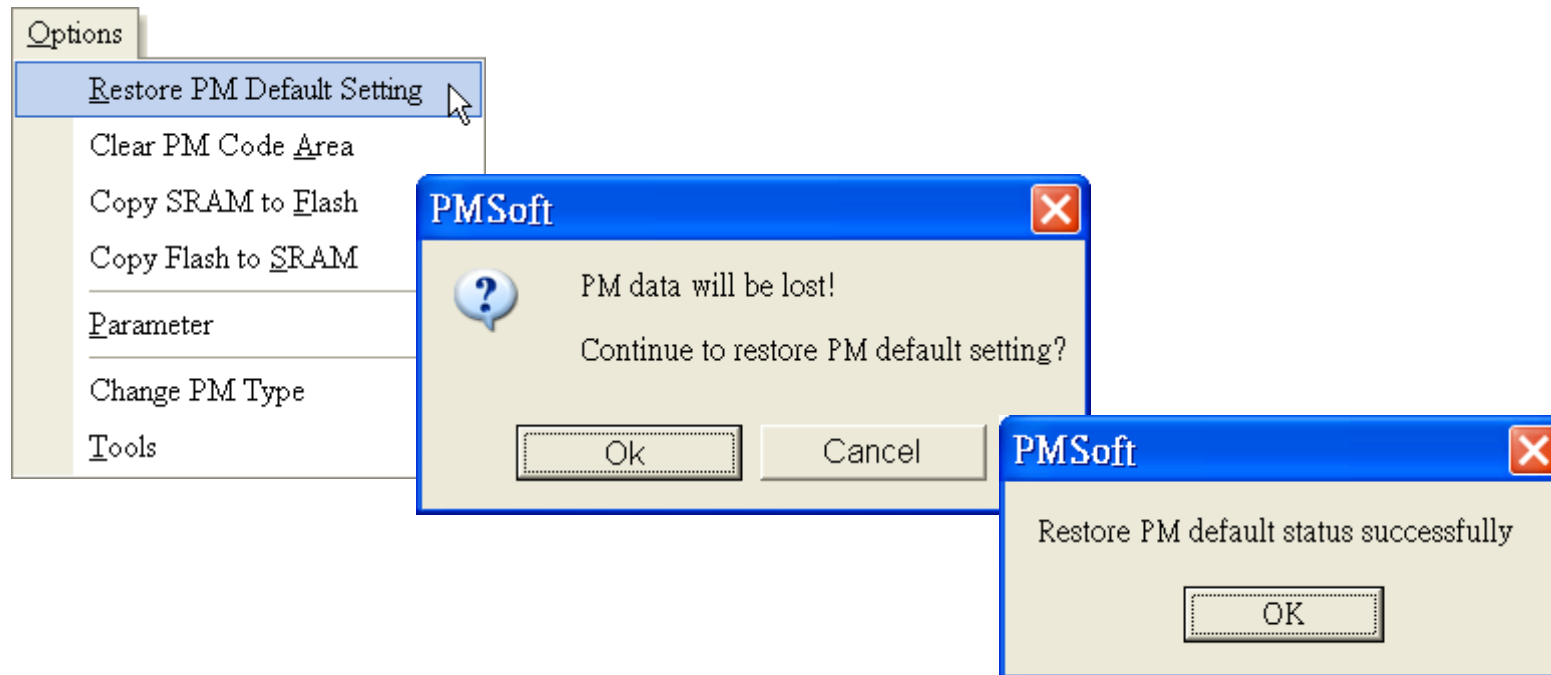 Options
Restore PM Default Setting
Clear PM Code Area
Copy SRAM to Flash
Copy Flash to SRAM
Parameter
Change PM Type
Tools
PMSoft
PM data will be lost!
Continue to restore PM default setting?
Ok Cancel
PMSoft
Restore PM default status successfully
OK